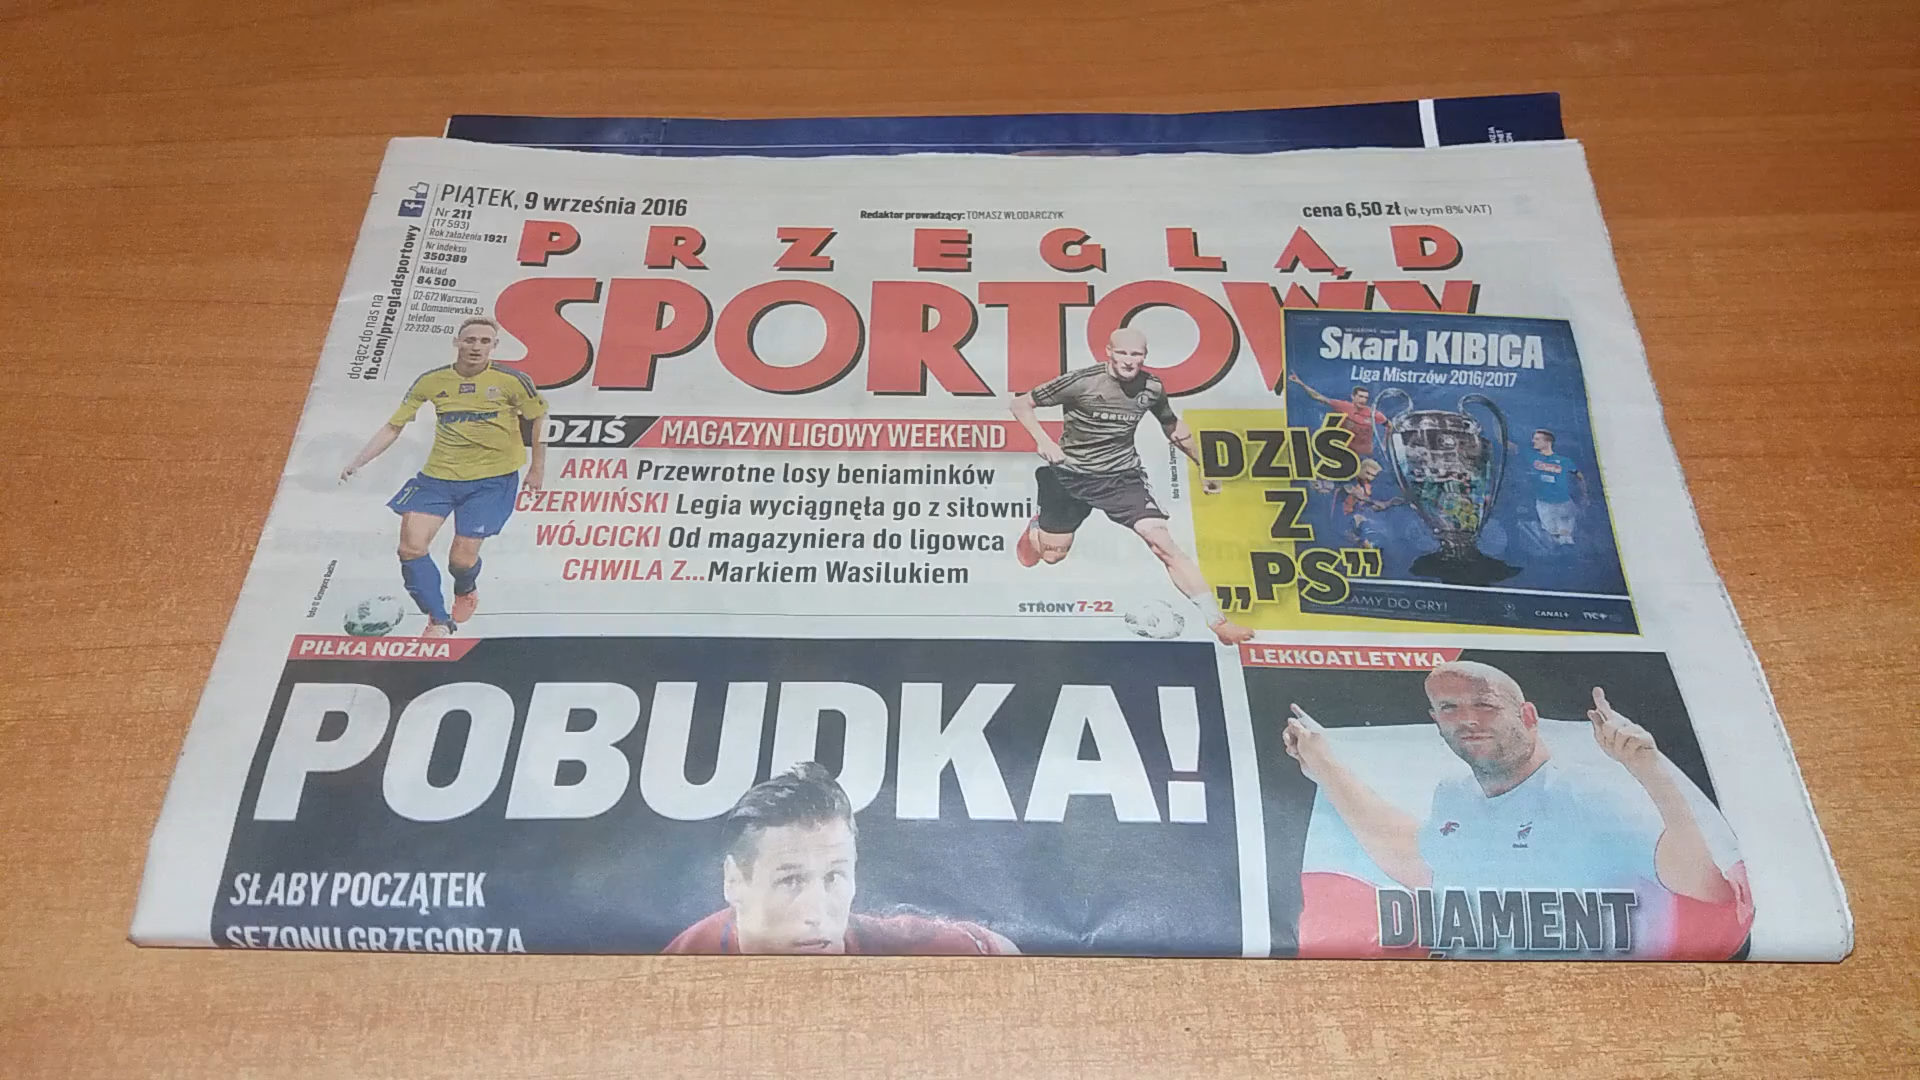 PIĄTEK, 9 września 2016
Nr 211
(17 593)
Rok założenia 1921
Nr indeksu
350389
Nakład
84 500
02-672 Warszawa
ul. Domaniewska 52
telefon
22-232-05-03
dołącz do nas na
fb.com/przegladsportowy
Redaktor prowadzący: TOMASZ WŁODARCZYK
cena 6,50 zł (w tym 8% VAT)
PRZEGLĄD
SPORTOWY
DZIŚ MAGAZYN LIGOWY WEEKEND
ARKA Przewrotne losy beniaminków
CZERWIŃSKI Legia wyciągnęła go z siłowni
WÓJCICKI Od magazyniera do ligowca
CHWILA Z...Markiem Wasilukiem
STRONY 7-22
Skarb KIBICA
Liga Mistrzów 2016/2017
DZIŚ
Z
„PS”
AMY DO GRY!
CANAL+
nc+
PIŁKA NOŻNA
POBUDKA!
SŁABY POCZĄTEK
SEZONU GRZEGORZA
LEKKOATLETYKA
DIAMENT